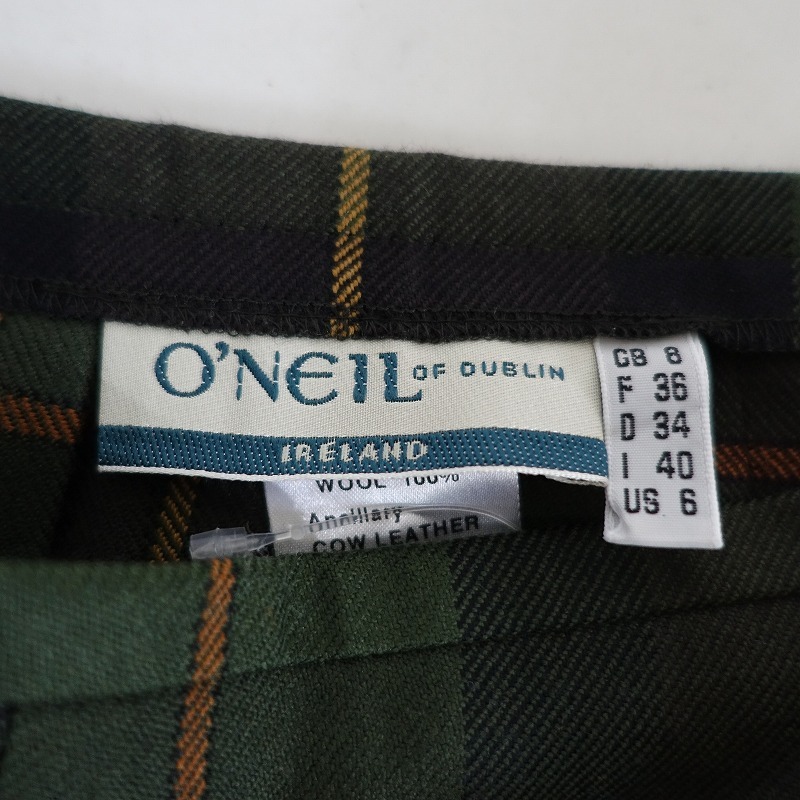 O'NEIL OF DUBLIN
IRELAND
GB 8
F 36
D 34
I 40
US 6
WOOL 100%
Ancillary
COW LEATHER